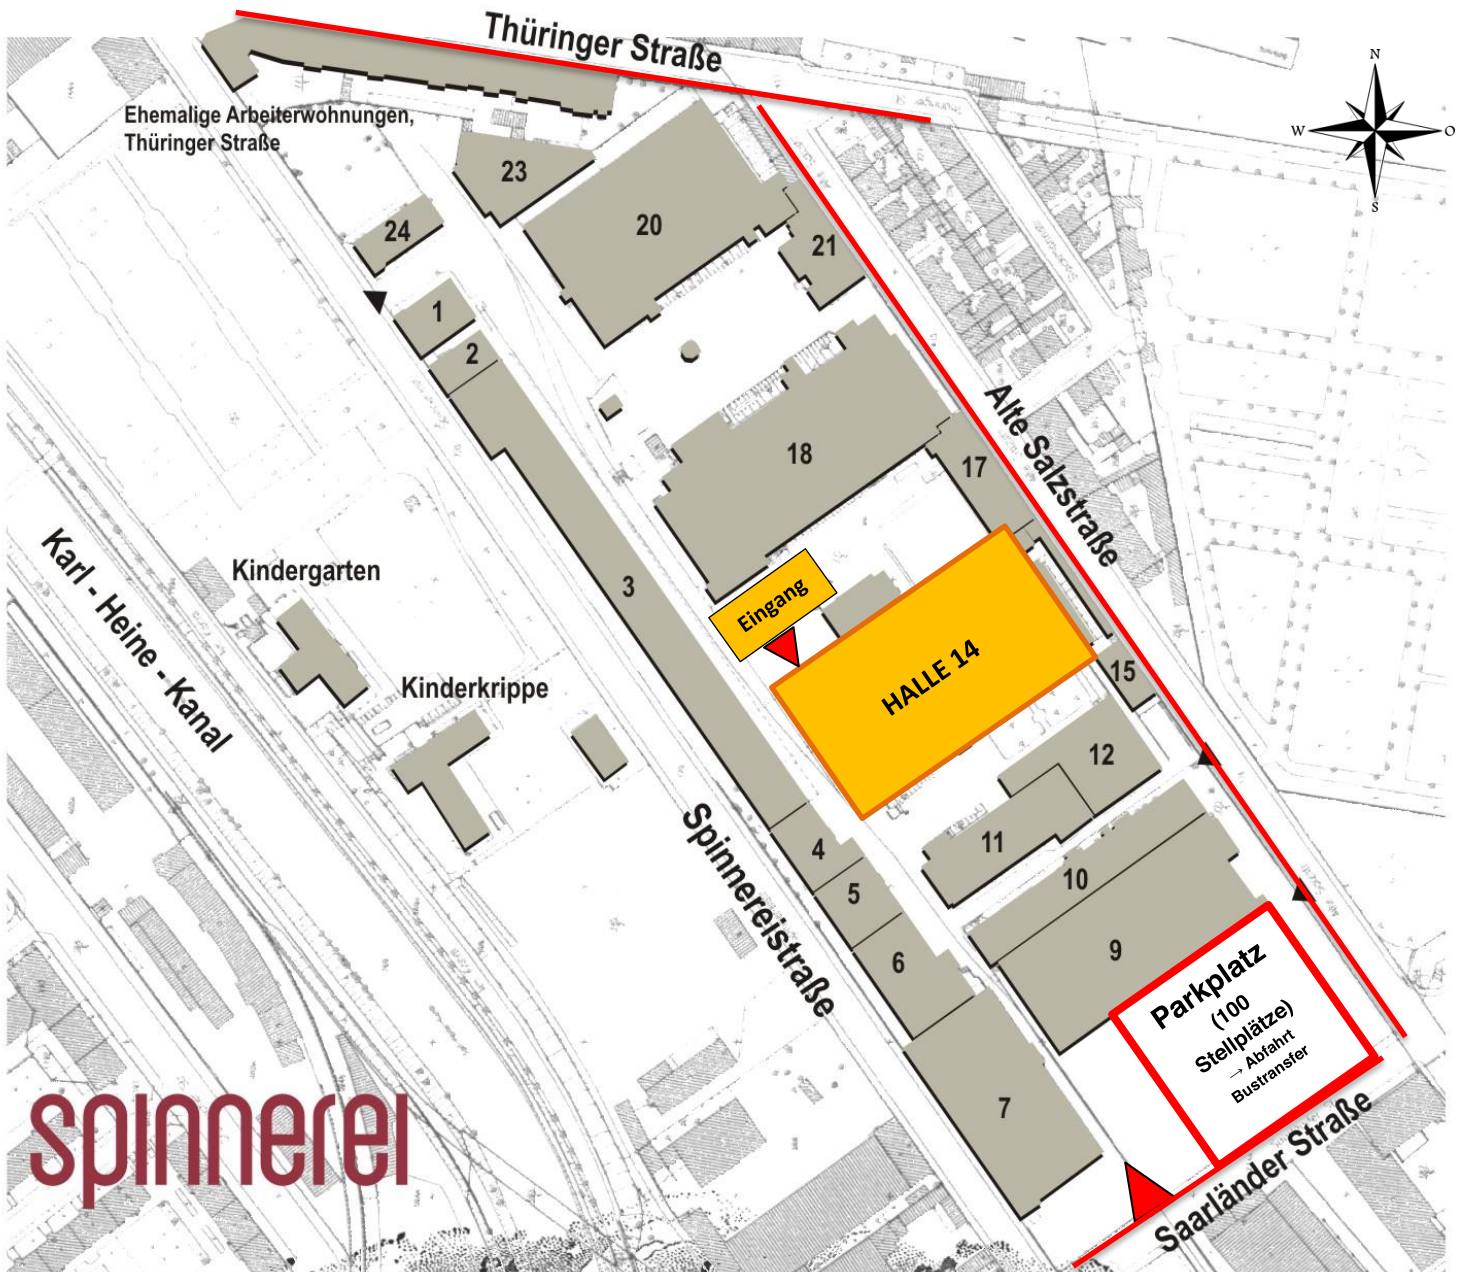 Thüringer Straße
N
W
O
S
Ehemalige Arbeiterwohnungen,
Thüringer Straße
23
24
20
21
1
2
18
17
Alte Salzstraße
3
Karl - Heine - Kanal
Kindergarten
Kinderkrippe
Eingang
HALLE 14
15
12
11
10
9
4
5
6
7
Spinnereistraße
Parkplatz
(100
Stellplätze)
→ Abfahrt
Bustransfer
Saarländer Straße
spinnerei